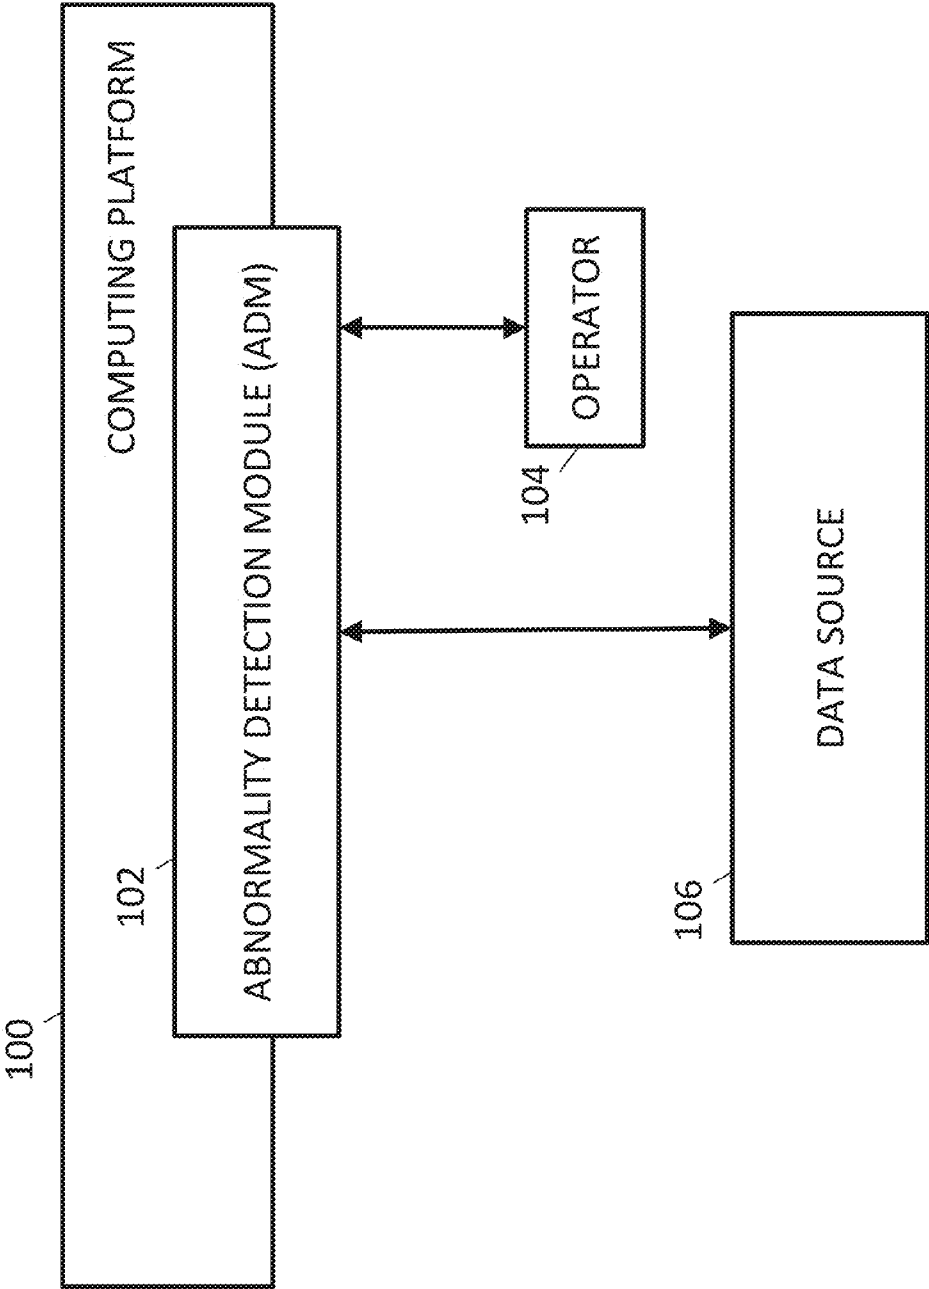 100
COMPUTING PLATFORM
102
ABNORMALITY DETECTION MODULE (ADM)
104
OPERATOR
106
DATA SOURCE